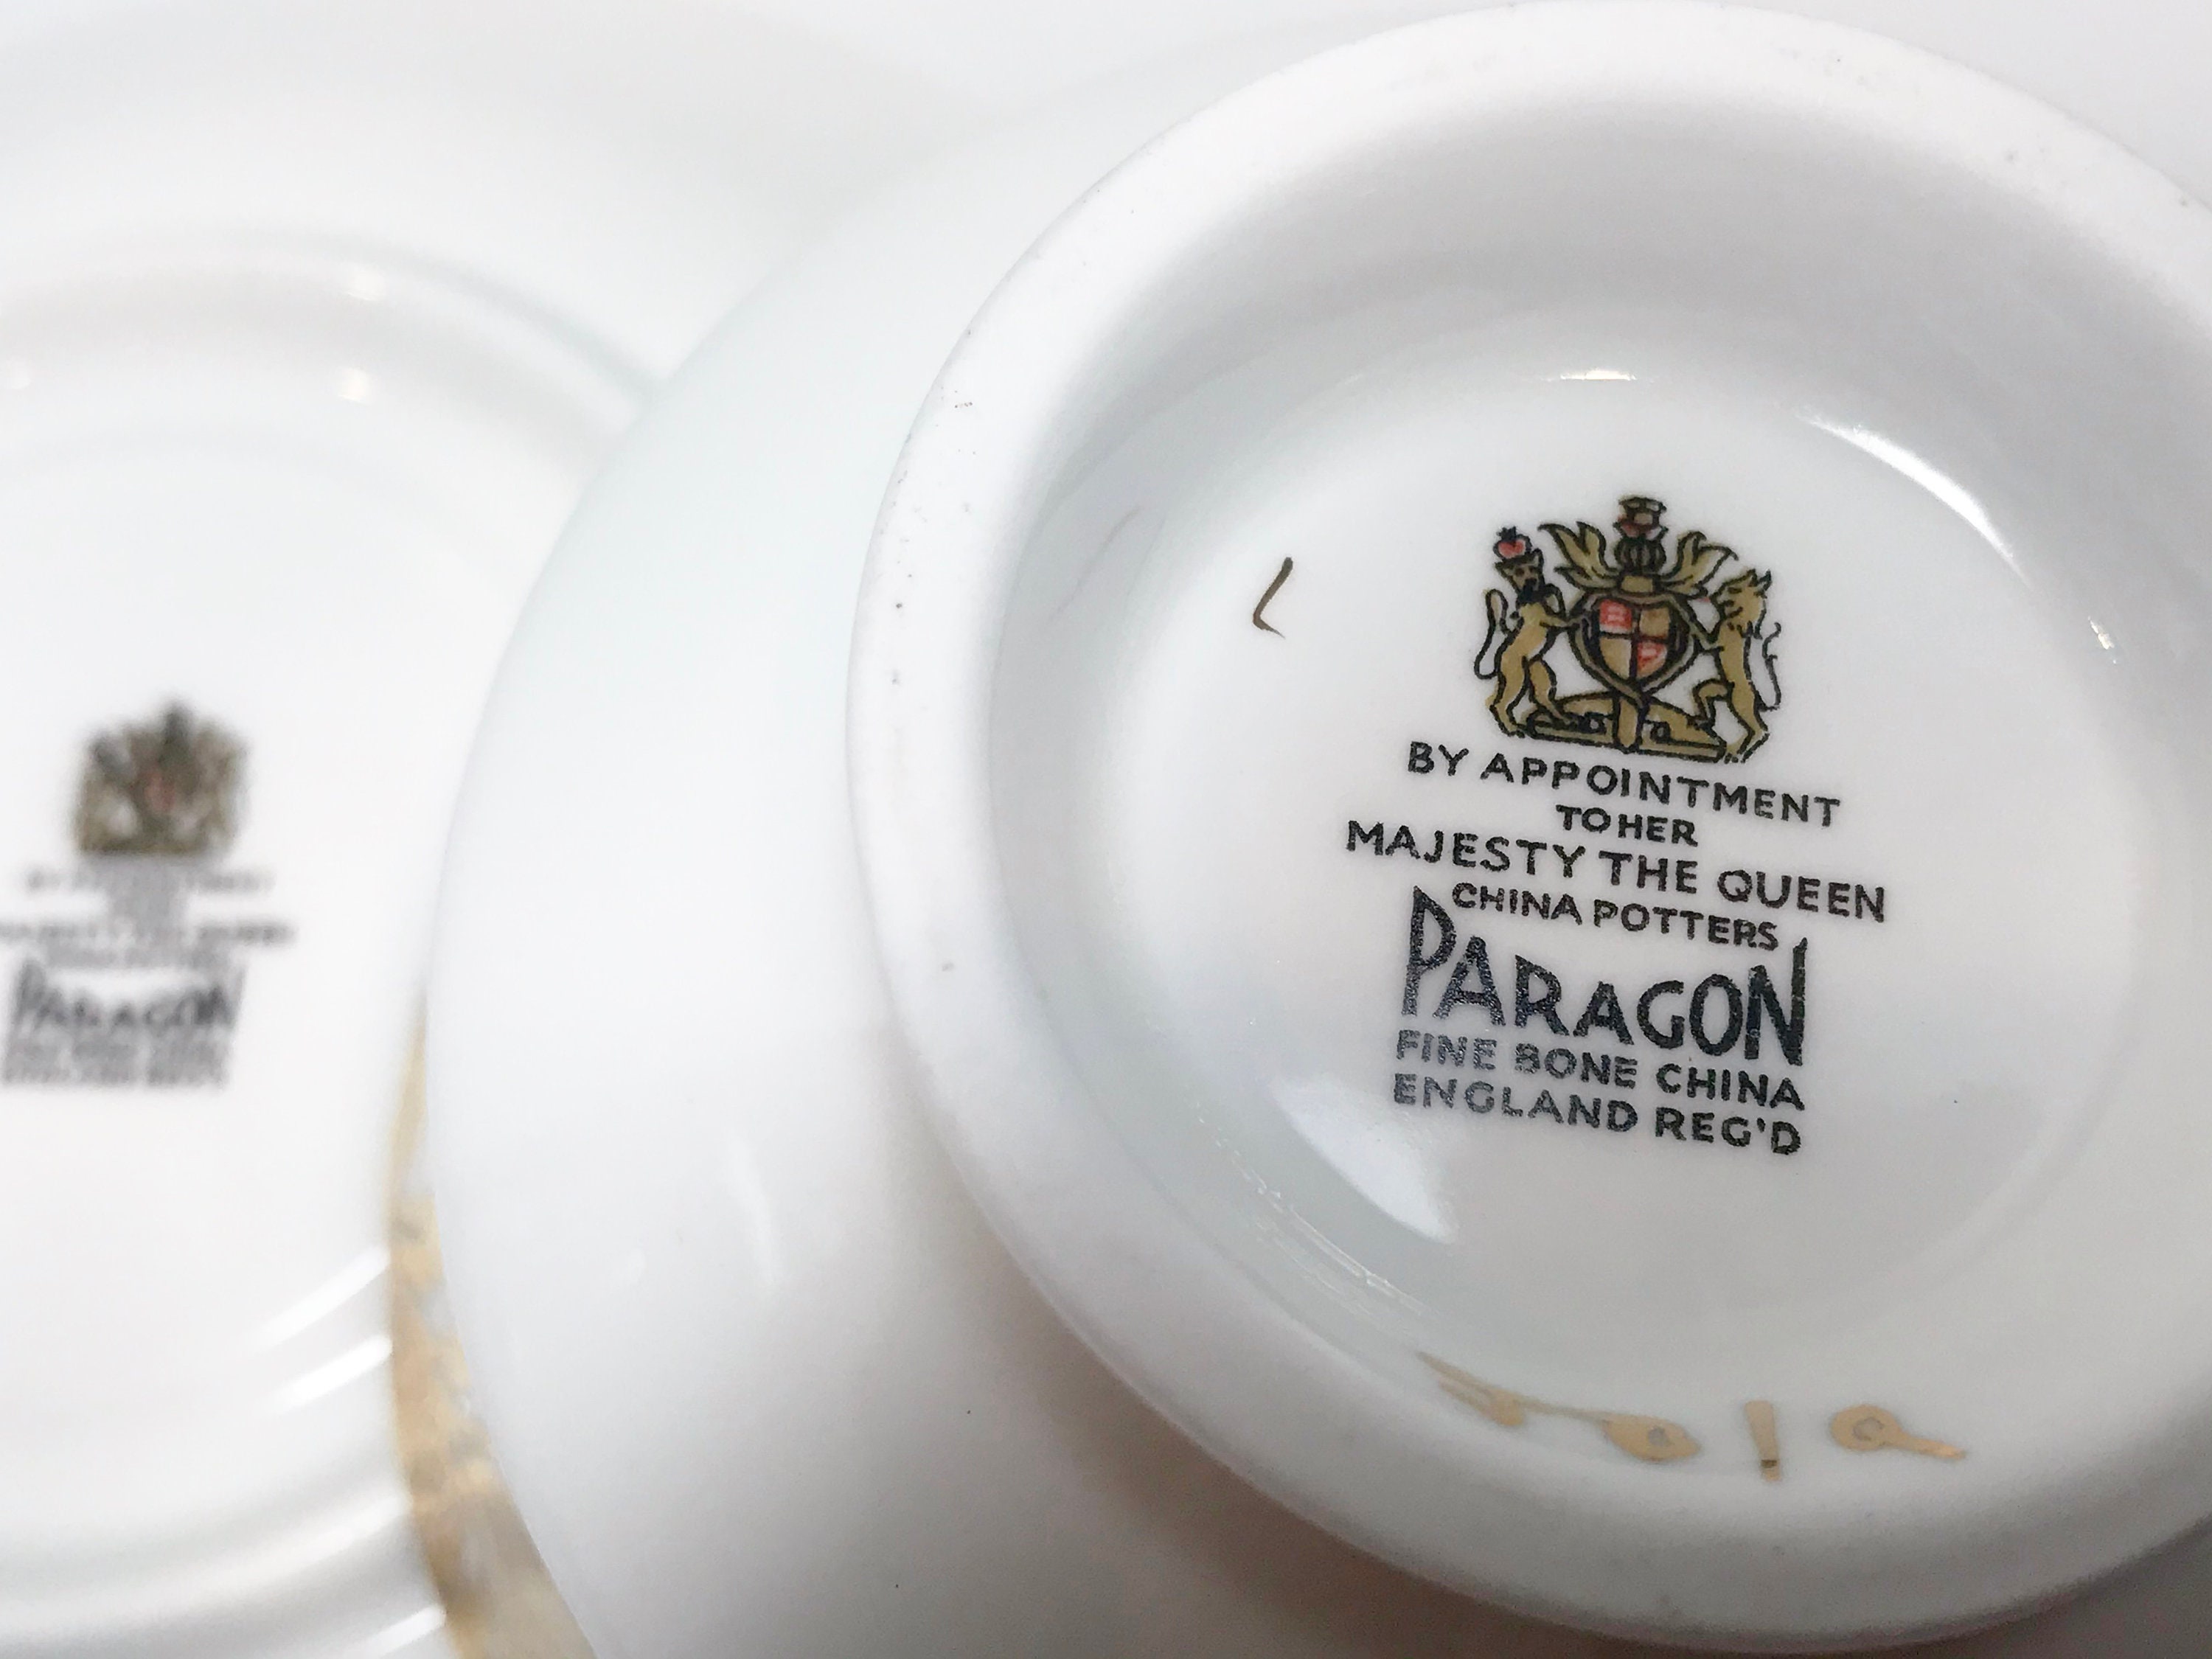 BY APPOINTMENT
TO HER
MAJESTY THE QUEEN
CHINA POTTERS
PARAGON
FINE BONE CHINA
ENGLAND REG'D
PARAGON